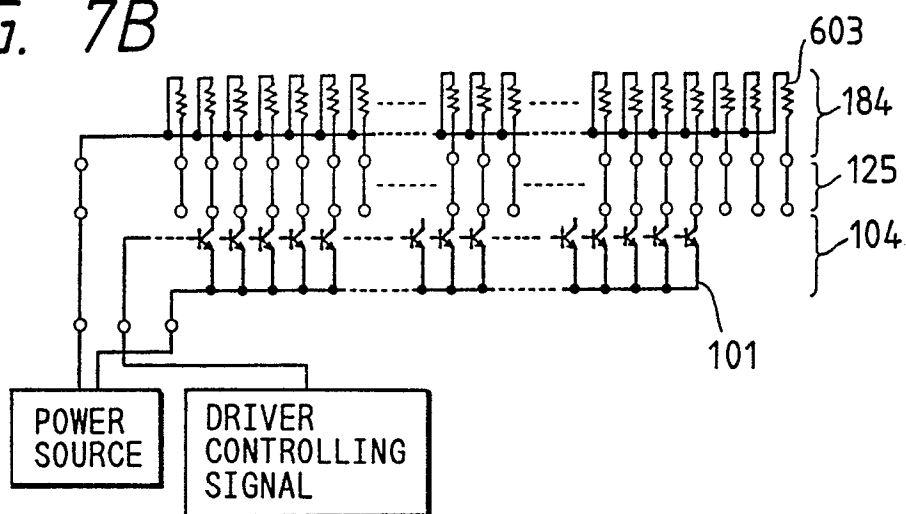 G. 7B
603
184
125
104
101
POWER
SOURCE
DRIVER
CONTROLLING
SIGNAL